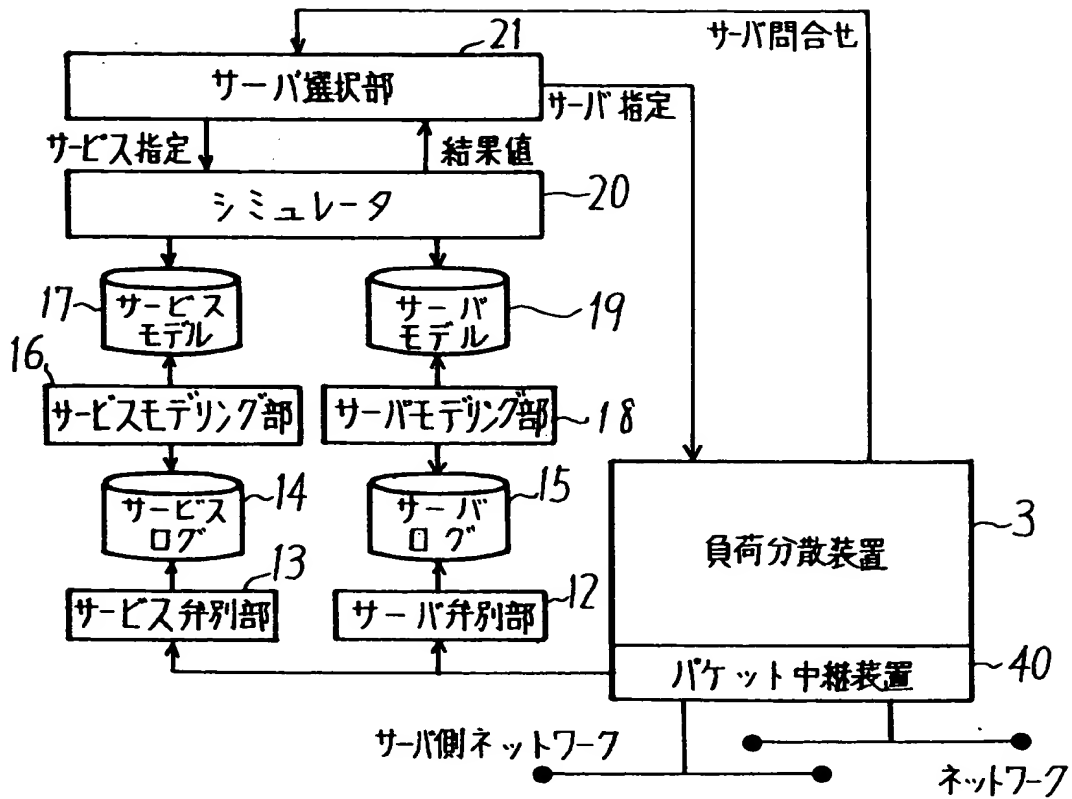 21
サーバ問合せ
サーバ選択部
サーバ指定
サービス指定
結果値
シミュレータ
20
17
サービス
モデル
サーバ
モデル
19
16
サービスモデリング部
サーバモデリング部
18
サービス
ログ
14
サーバ
ログ
15
3
負荷分散装置
13
サービス弁別部
サーバ弁別部
12
パケット中継装置
40
サーバ側ネットワーク
ネットワーク